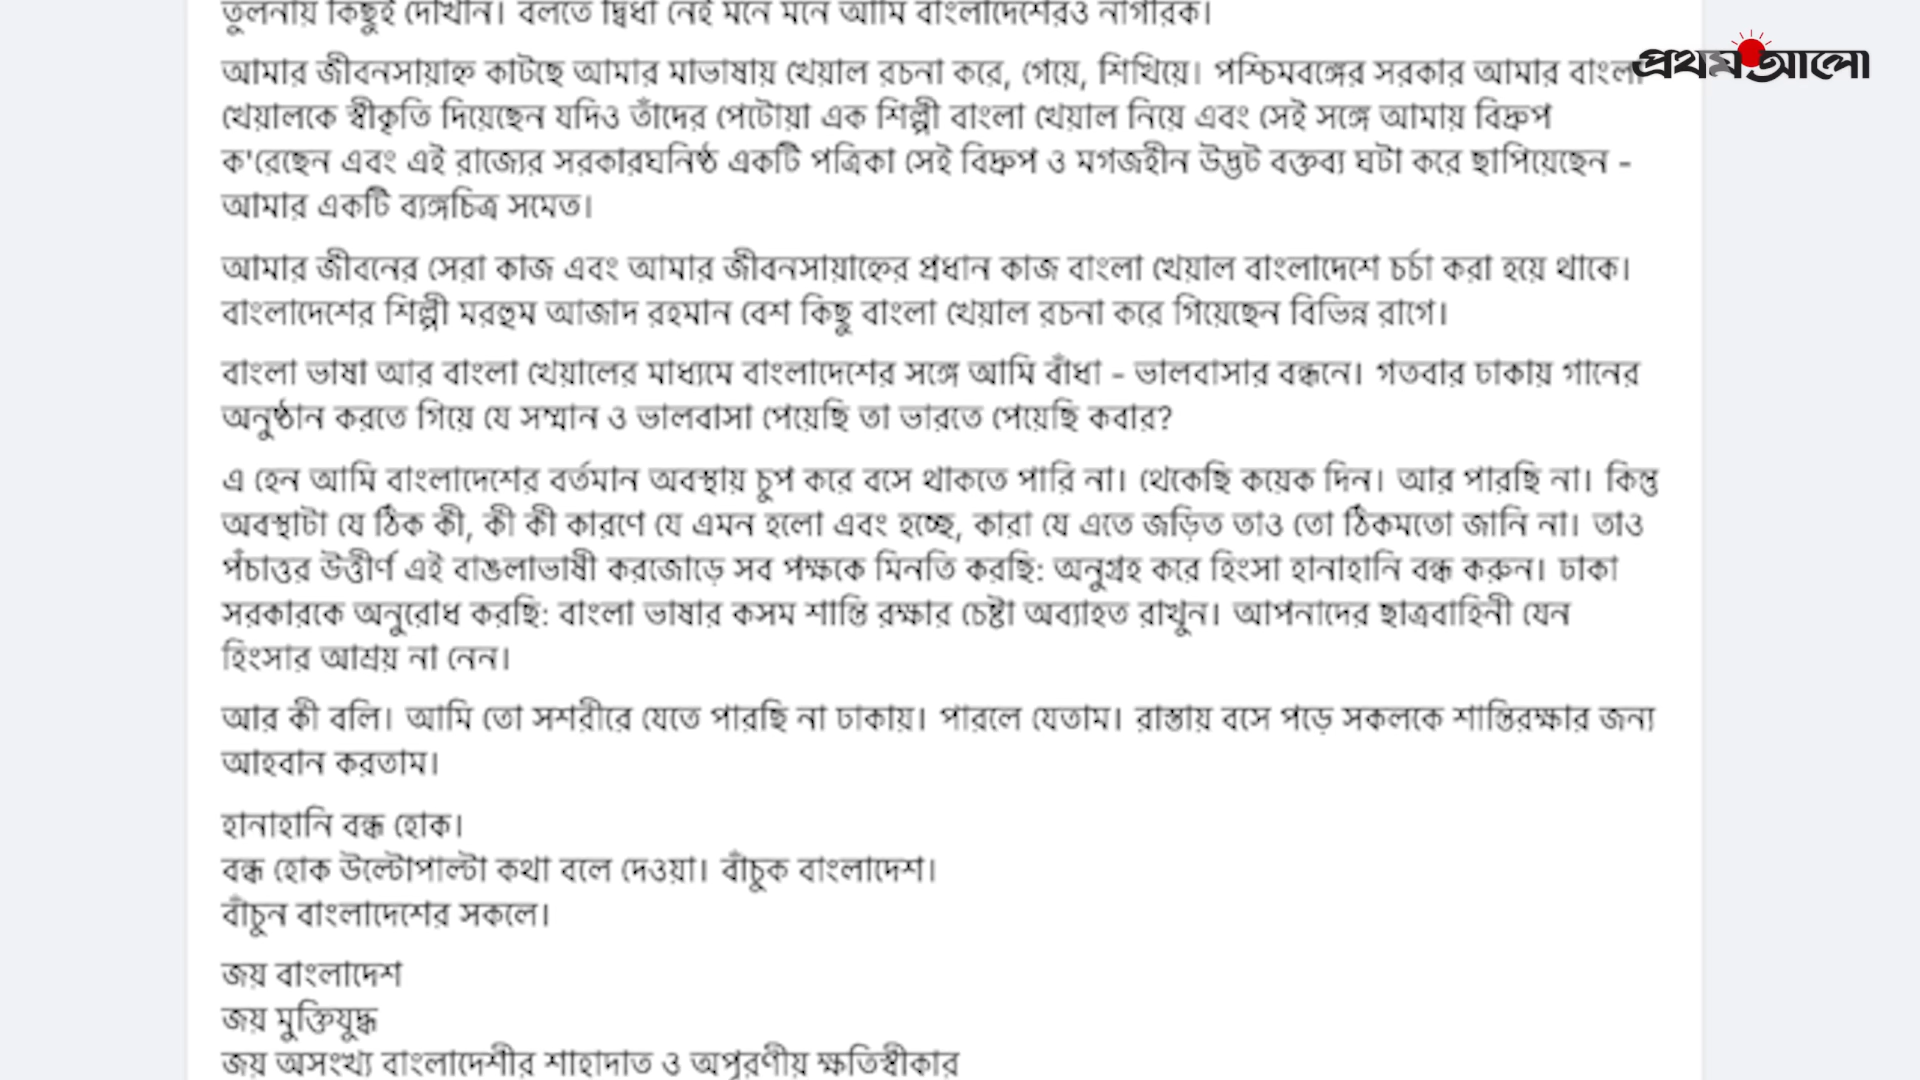 তুলনায় কিছুই দেখিনি। বলতে দ্বিধা নেই মনে মনে আমি বাংলাদেশেরও নাগরিক।
আমার জীবনসায়াহ্ন কাটছে আমার মাভাষায় খেয়াল রচনা করে, গেয়ে, শিখিয়ে। পশ্চিমবঙ্গের সরকার আমার বাংলা
প্রথম আলো
খেয়ালকে স্বীকৃতি দিয়েছেন যদিও তাঁদের পেটোয়া এক শিল্পী বাংলা খেয়াল নিয়ে এবং সেই সঙ্গে আমায় বিদ্রুপ
ক'রেছেন এবং এই রাজ্যের সরকারঘনিষ্ঠ একটি পত্রিকা সেই বিদ্রুপ ও মগজহীন উদ্ভট বক্তব্য ঘটা করে ছাপিয়েছেন –
আমার একটি ব্যঙ্গচিত্র সমেত।
আমার জীবনের সেরা কাজ এবং আমার জীবনসায়াহ্নের প্রধান কাজ বাংলা খেয়াল বাংলাদেশে চর্চা করা হয়ে থাকে।
বাংলাদেশের শিল্পী মরহুম আজাদ রহমান বেশ কিছু বাংলা খেয়াল রচনা করে গিয়েছেন বিভিন্ন রাগে।
বাংলা ভাষা আর বাংলা খেয়ালের মাধ্যমে বাংলাদেশের সঙ্গে আমি বাঁধা – ভালবাসার বন্ধনে। গতবার ঢাকায় গানের
অনুষ্ঠান করতে গিয়ে যে সম্মান ও ভালবাসা পেয়েছি তা ভারতে পেয়েছি কবার?
এ হেন আমি বাংলাদেশের বর্তমান অবস্থায় চুপ করে বসে থাকতে পারি না। থেকেছি কয়েক দিন। আর পারছি না। কিন্তু
অবস্থাটা যে ঠিক কী, কী কী কারণে যে এমন হলো এবং হচ্ছে, কারা যে এতে জড়িত তাও তো ঠিকমতো জানি না। তাও
পঁচাত্তর উত্তীর্ণ এই বাঙলাভাষী করজোড়ে সব পক্ষকে মিনতি করছি: অনুগ্রহ করে হিংসা হানাহানি বন্ধ করুন। ঢাকা
সরকারকে অনুরোধ করছি: বাংলা ভাষার কসম শান্তি রক্ষার চেষ্টা অব্যাহত রাখুন। আপনাদের ছাত্রবাহিনী যেন
হিংসার আশ্রয় না নেন।
আর কী বলি। আমি তো সশরীরে যেতে পারছি না ঢাকায়। পারলে যেতাম। রাস্তায় বসে পড়ে সকলকে শান্তিরক্ষার জন্য
আহবান করতাম।
হানাহানি বন্ধ হোক।
বন্ধ হোক উল্টোপাল্টা কথা বলে দেওয়া। বাঁচুক বাংলাদেশ।
বাঁচুন বাংলাদেশের সকলে।
জয় বাংলাদেশ
জয় মুক্তিযুদ্ধ
জয় অসংখ্য বাংলাদেশীর শাহাদাত ও অপূরণীয় ক্ষতিস্বীকার